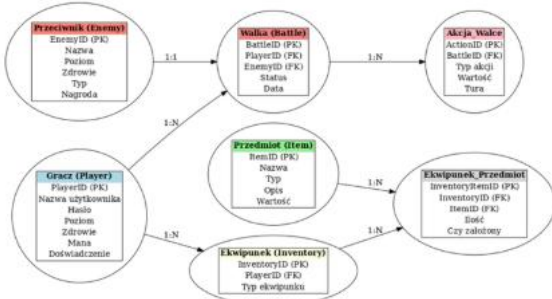 Przeciwnik (Enemy)
EnemyID (PK)
Nazwa
Poziom
Zdrowie
Typ
Nagroda
1:1
Walka (Battle)
BattleID (PK)
PlayerID (FK)
EnemyID (FK)
Status
Data
1:N
Akcja_Walce
ActionID (PK)
BattleID (FK)
Typ akcji
Wartość
Tura
1:N
Gracz (Player)
PlayerID (PK)
Nazwa użytkownika
Hasło
Poziom
Zdrowie
Mana
Doświadczenie
Przedmiot (Item)
ItemID (PK)
Nazwa
Typ
Opis
Wartość
1:N
Ekwipunek_Przedmiot
InventoryItemID (PK)
InventoryID (FK)
ItemID (FK)
Ilość
Czy założony
1:N
Ekwipunek (Inventory)
InventoryID (PK)
PlayerID (FK)
Typ ekwipunku
1:N